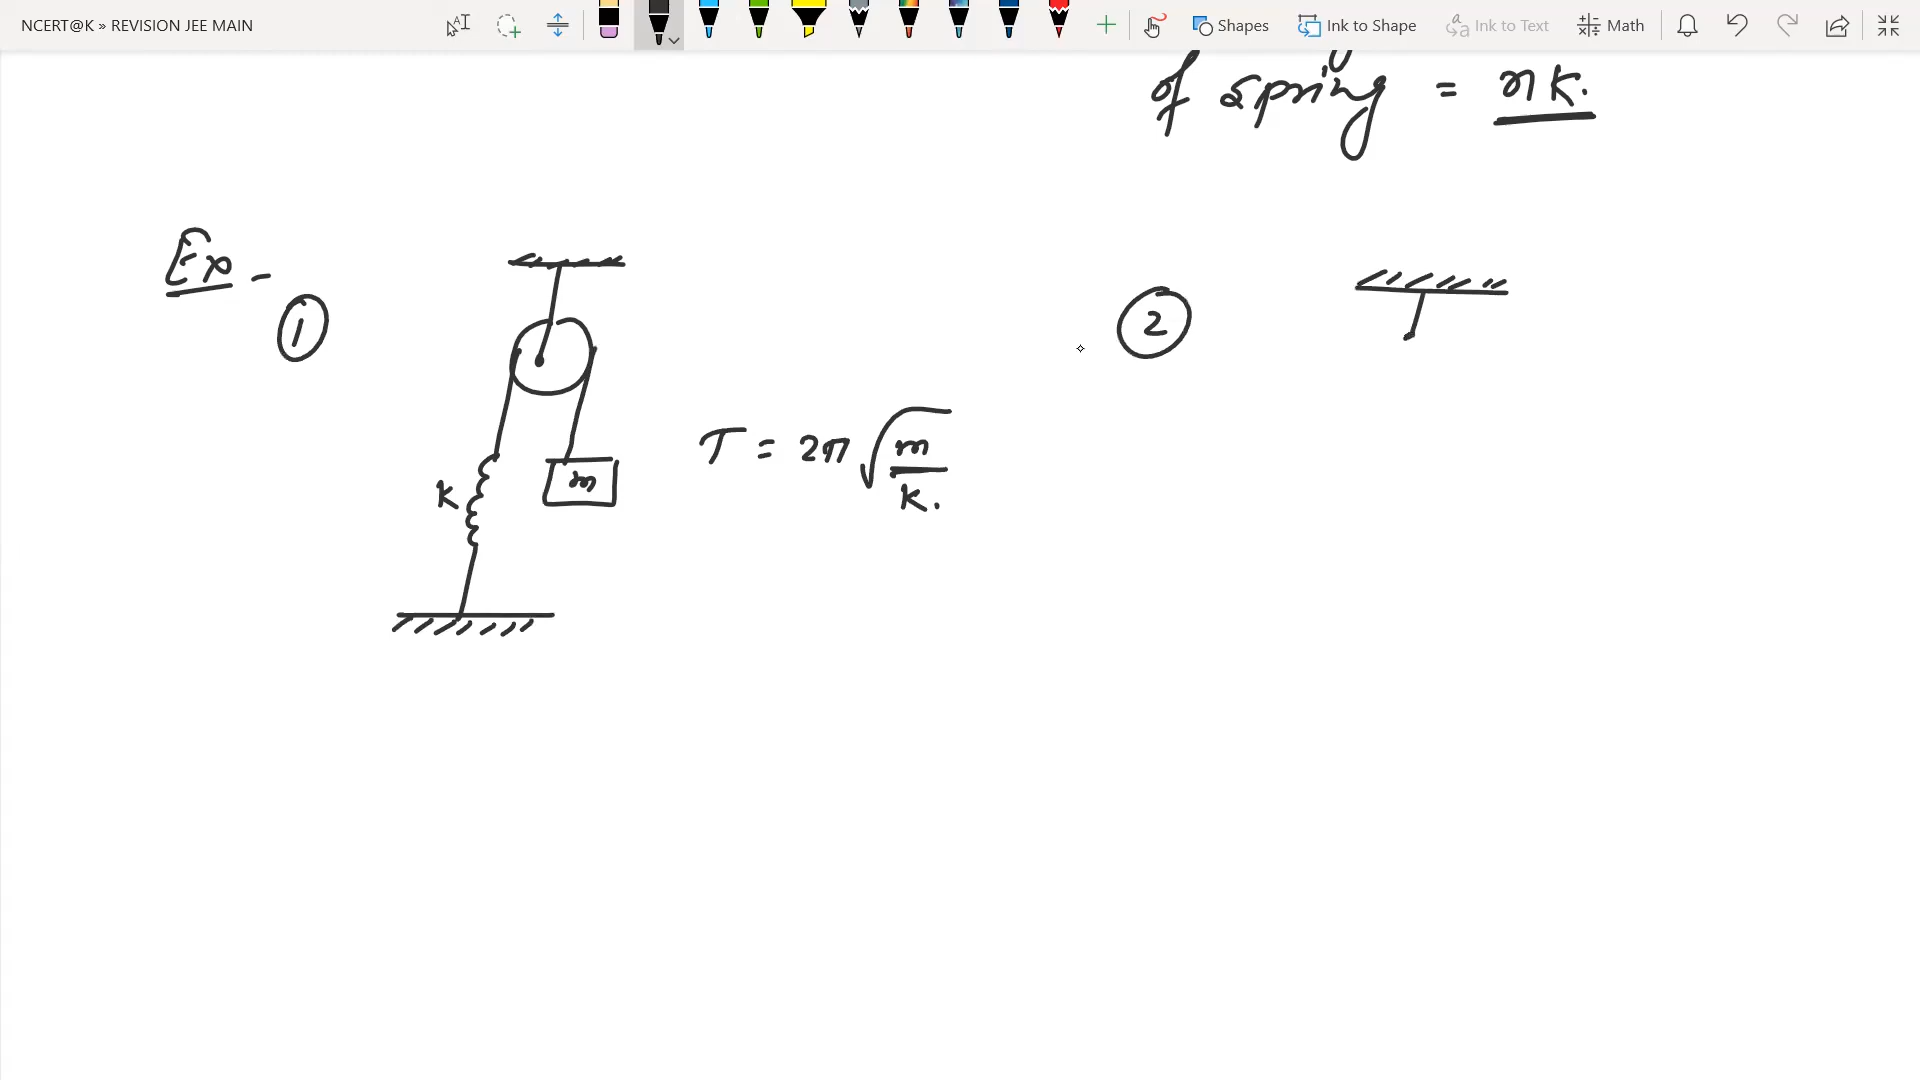 NCERT@K » REVISION JEE MAIN
Shapes
Ink to Shape
Ink to Text
Math
of spring = nk.
Ex -
1
2
K
m
T = 2π √ m / K.